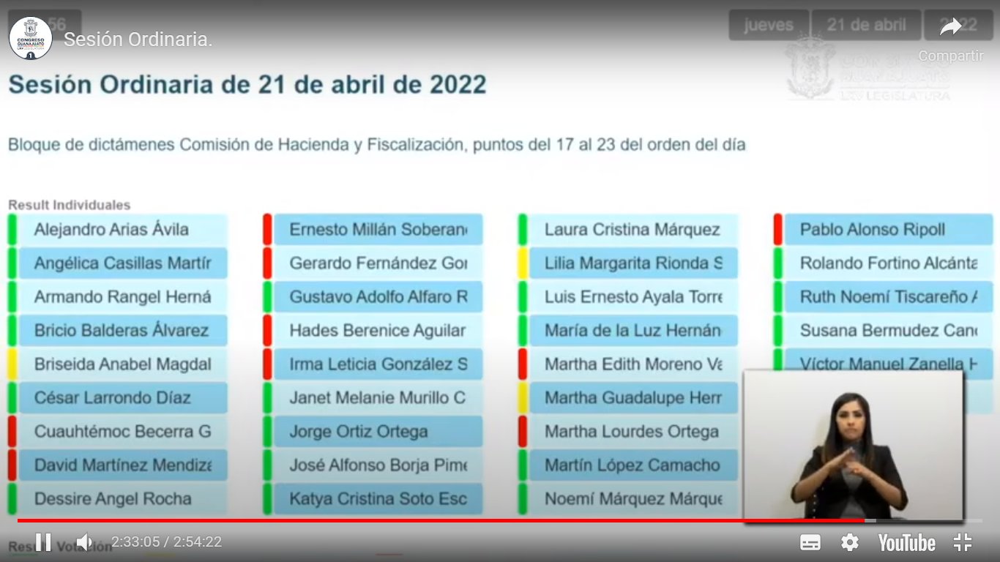 56
jueves
21 de abril
2022
CONGRESO
GUANAJUATO
LXV LEGISLATURA
1
Sesión Ordinaria.
Compartir
LXV LEGISLATURA
Sesión Ordinaria de 21 de abril de 2022
Bloque de dictámenes Comisión de Hacienda y Fiscalización, puntos del 17 al 23 del orden del día
Result Individuales
Alejandro Arias Ávila
Angélica Casillas Martír
Armando Rangel Herná
Bricio Balderas Álvarez
Briseida Anabel Magdal
César Larrondo Díaz
Cuauhtémoc Becerra G
David Martínez Mendiza
Dessire Angel Rocha
Ernesto Millán Soberan
Gerardo Fernández Gor
Gustavo Adolfo Alfaro R
Hades Berenice Aguilar
Irma Leticia González S
Janet Melanie Murillo C
Jorge Ortiz Ortega
José Alfonso Borja Pime
Katya Cristina Soto Esc
Laura Cristina Márquez
Lilia Margarita Rionda S
Luis Ernesto Ayala Torre
María de la Luz Hernán
Martha Edith Moreno Va
Martha Guadalupe Herr
Martha Lourdes Ortega
Martín López Camacho
Noemí Márquez Márque
Pablo Alonso Ripoll
Rolando Fortino Alcánta
Ruth Noemí Tiscareño A
Susana Bermudez Can
Víctor Manuel Zanella H
Result Votación
2:33:05 / 2:54:22
YouTube